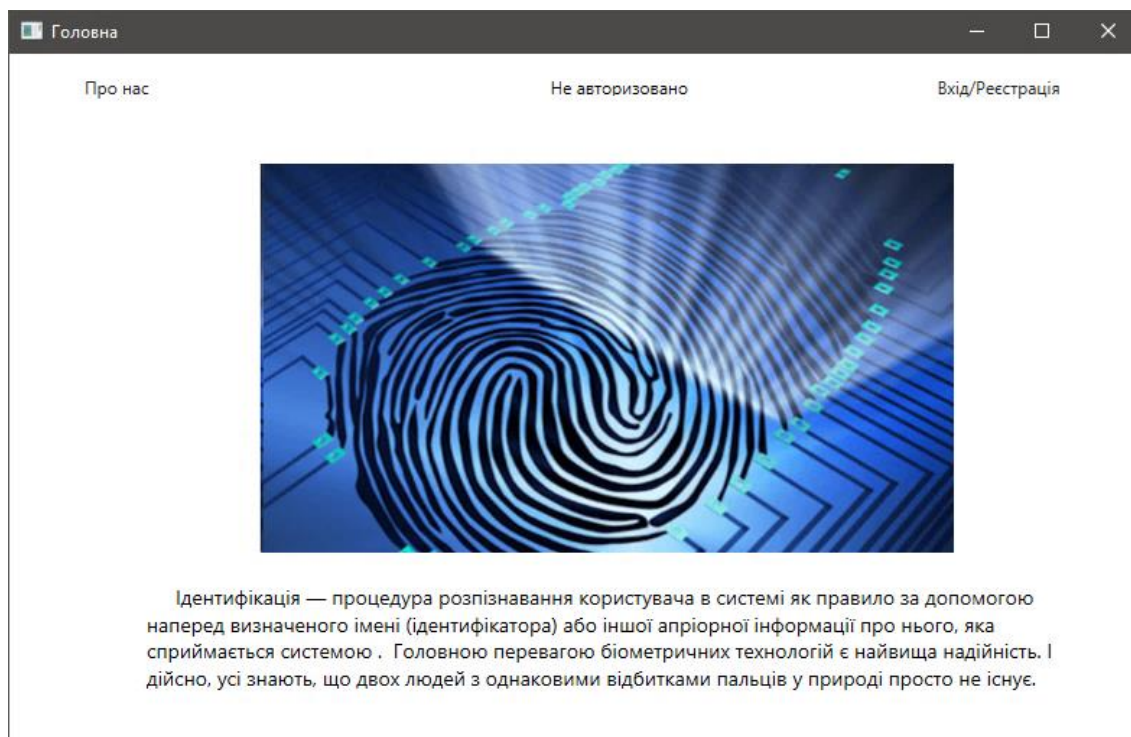 Головна
Про нас
Не авторизовано
Вхід/Реєстрація
Ідентифікація — процедура розпізнавання користувача в системі як правило за допомогою
наперед визначеного імені (ідентифікатора) або іншої апріорної інформації про нього, яка
сприймається системою .  Головною перевагою біометричних технологій є найвища надійність. І
дійсно, усі знають, що двох людей з однаковими відбитками пальців у природі просто не існує.